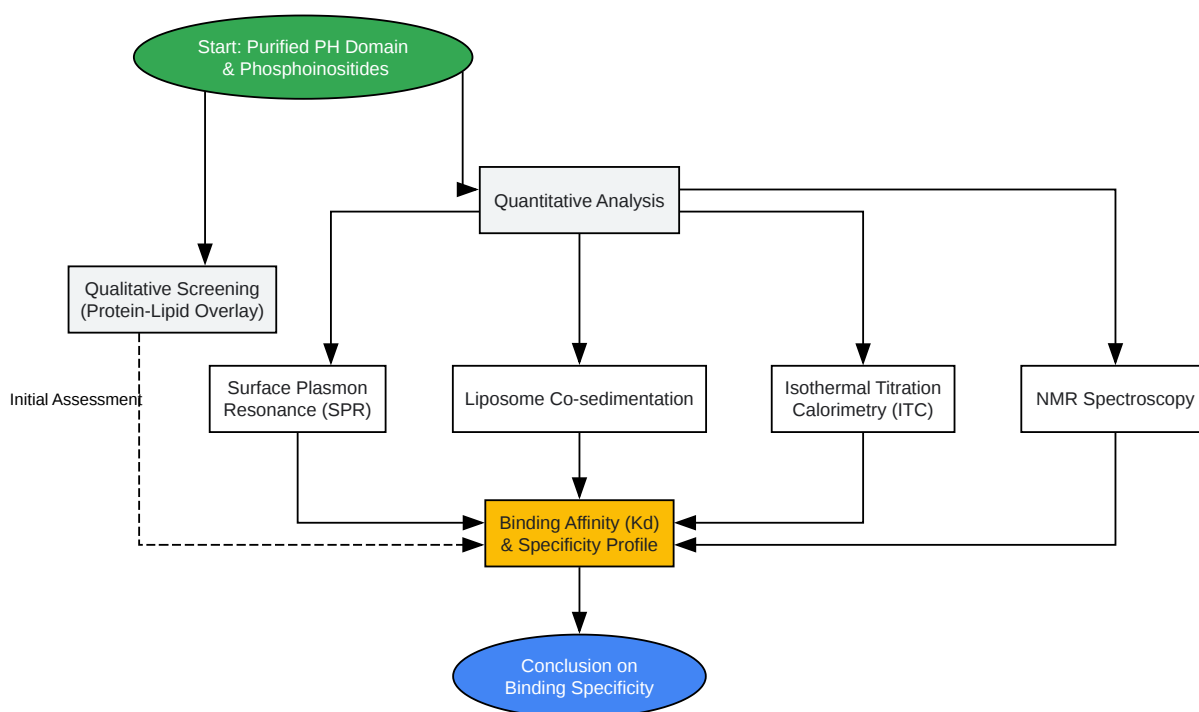 Start: Purified PH Domain
& Phosphoinositides
Quantitative Analysis
Qualitative Screening
(Protein-Lipid Overlay)
Initial Assessment
Surface Plasmon
Resonance (SPR)
Liposome Co-sedimentation
Isothermal Titration
Calorimetry (ITC)
NMR Spectroscopy
Binding Affinity (Kd)
& Specificity Profile
Conclusion on
Binding Specificity